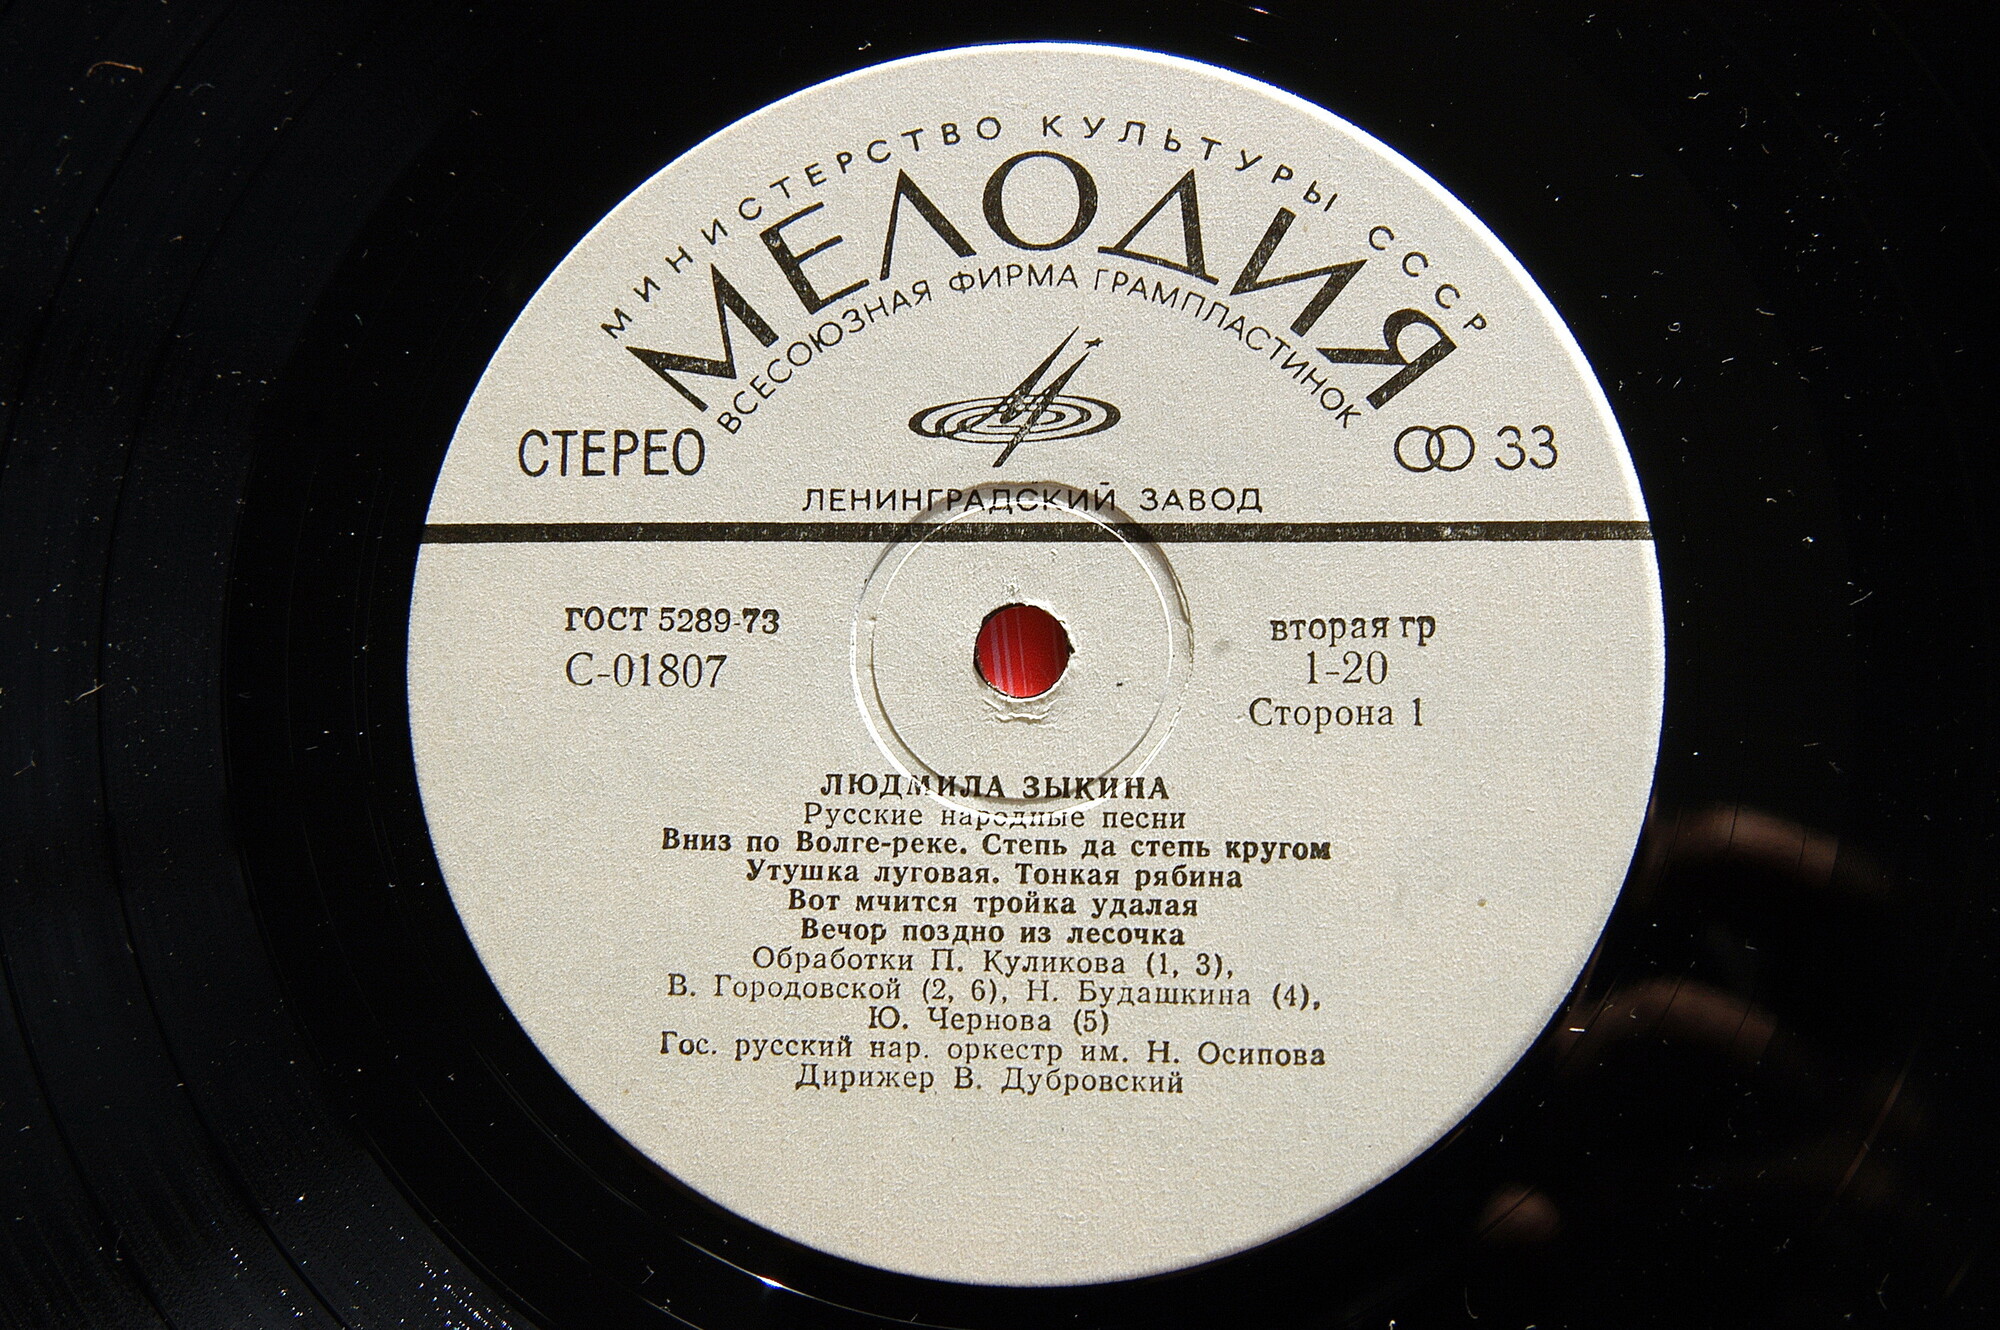 МИНИСТЕРСТВО КУЛЬТУРЫ СССР
МЕЛОДИЯ
ВСЕСОЮЗНАЯ ФИРМА ГРАМПЛАСТИНОК
СТЕРЕО
33
ЛЕНИНГРАДСКИЙ ЗАВОД
ГОСТ 5289-73
С-01807
вторая гр
1-20
Сторона 1
ЛЮДМИЛА ЗЫКИНА
Русские народные песни
Вниз по Волге-реке. Степь да степь кругом
Утушка луговая. Тонкая рябина
Вот мчится тройка удалая
Вечор поздно из лесочка
Обработки П. Куликова (1, 3),
В. Городовской (2, 6), Н. Будашкина (4),
Ю. Чернова (5)
Гос. русский нар. оркестр им. Н. Осипова
Дирижер В. Дубровский